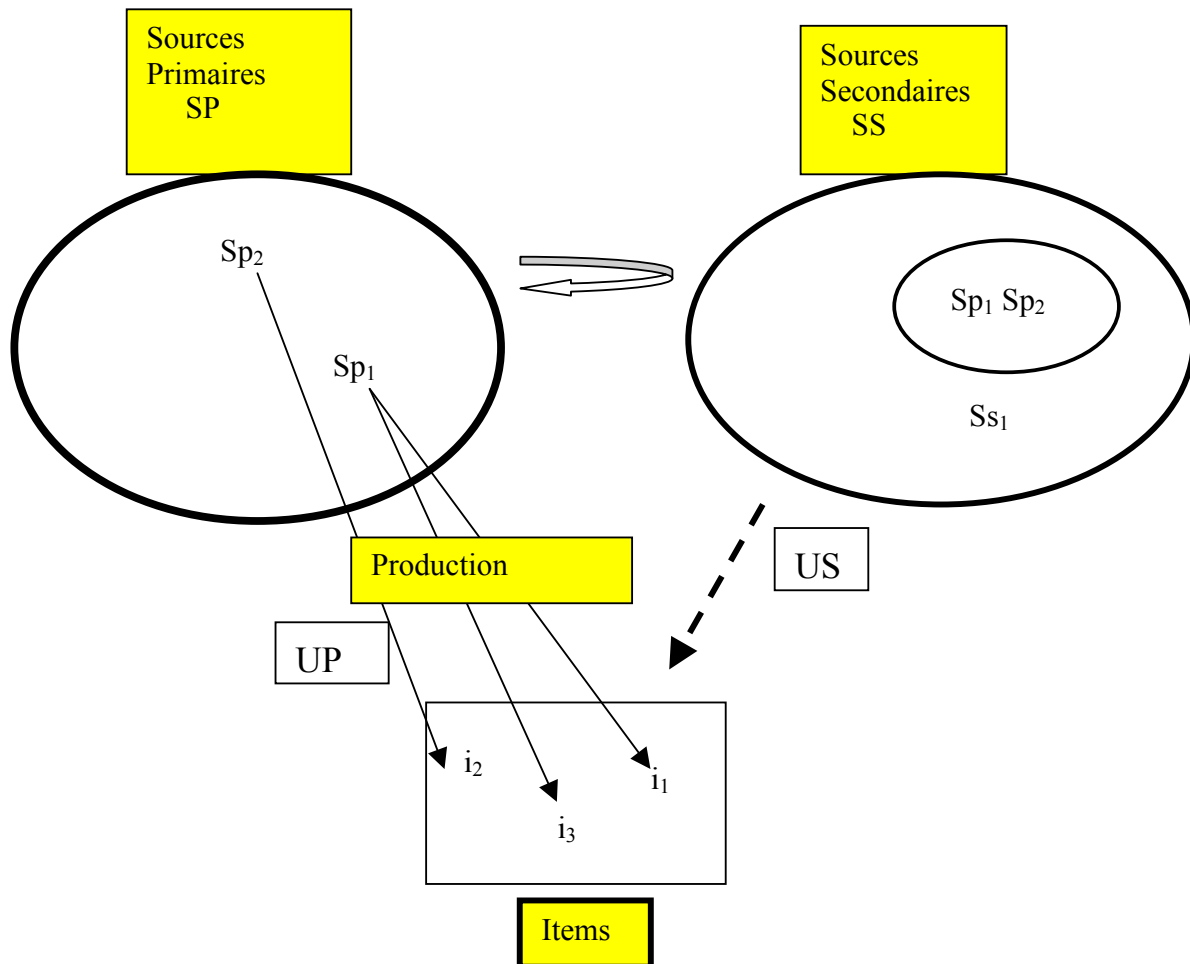 Sources
Primaires
SP
Sources
Secondaires
SS
Sp₂
Sp₁
Sp₁ Sp₂
Ss₁
Production
US
UP
i₂
i₁
i₃
Items